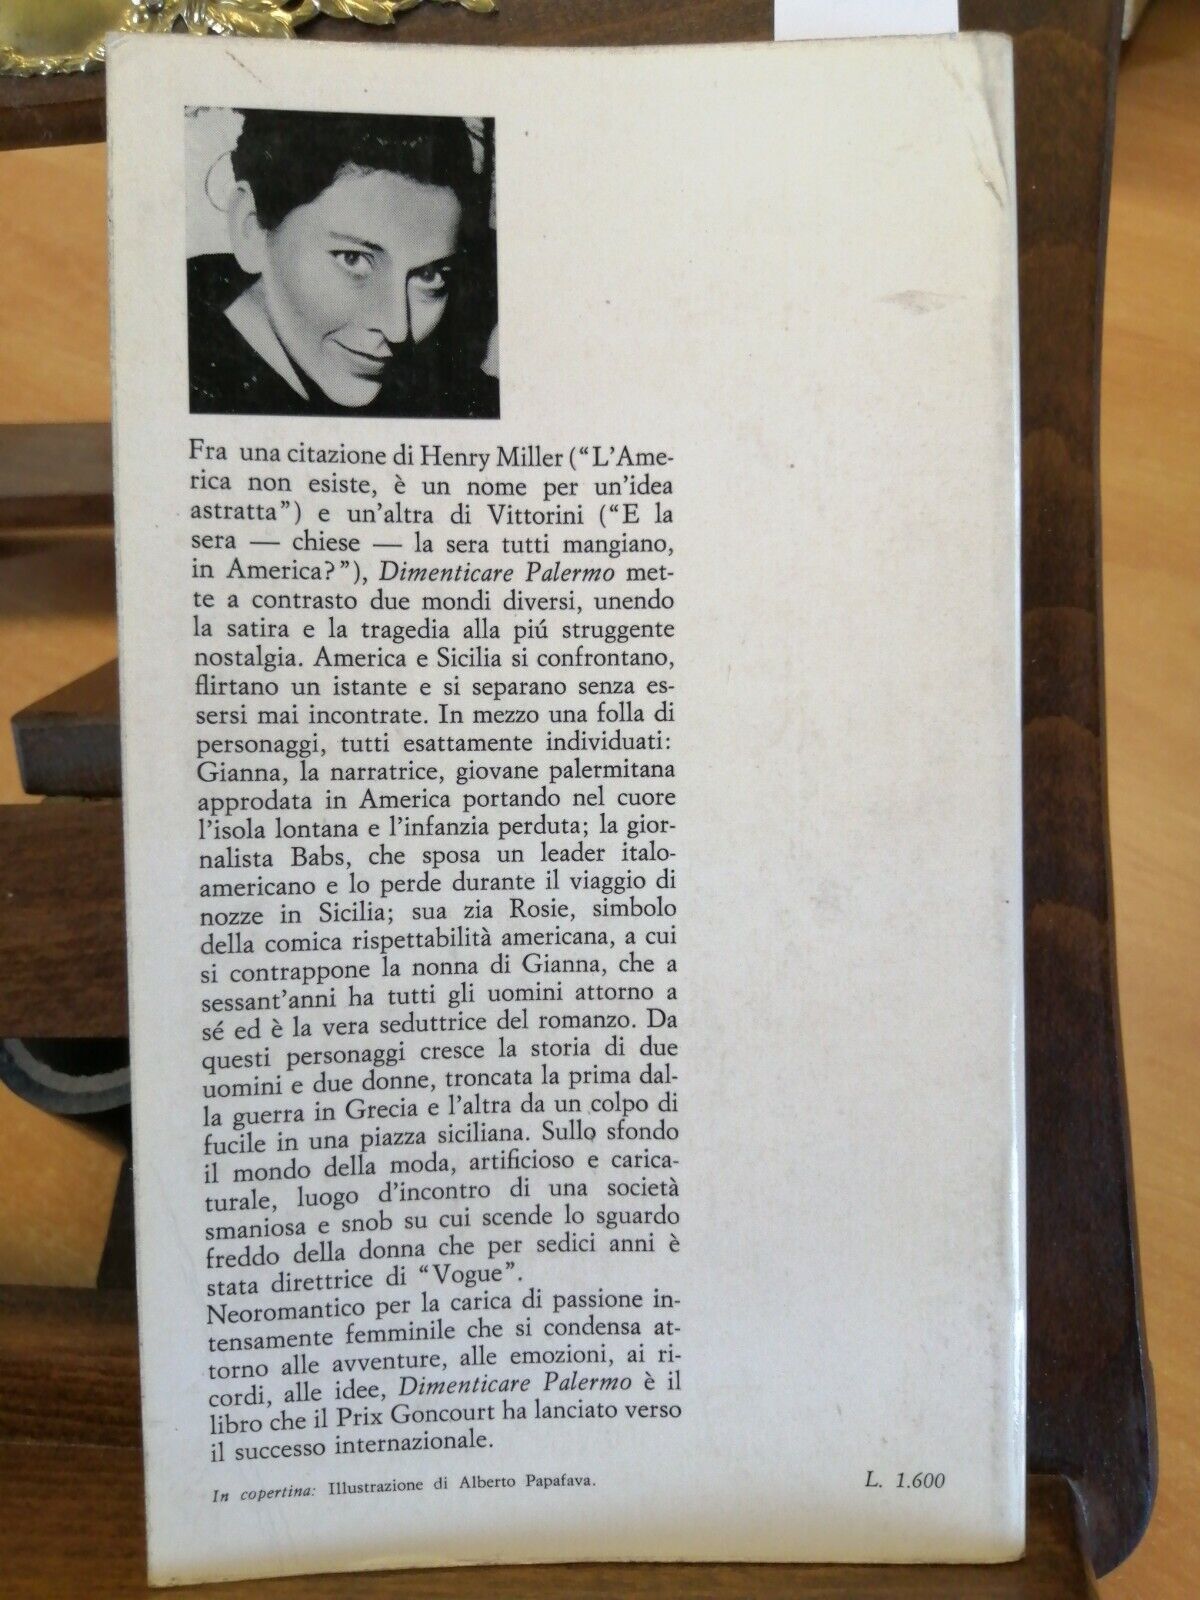 Fra una citazione di Henry Miller (“L’Ame-
rica non esiste, è un nome per un’idea
astratta”) e un’altra di Vittorini (“E la
sera — chiese — la sera tutti mangiano,
in America?”), Dimenticare Palermo met-
te a contrasto due mondi diversi, unendo
la satira e la tragedia alla piú struggente
nostalgia. America e Sicilia si confrontano,
flirtano un istante e si separano senza es-
sersi mai incontrate. In mezzo una folla di
personaggi, tutti esattamente individuati:
Gianna, la narratrice, giovane palermitana
approdata in America portando nel cuore
l’isola lontana e l’infanzia perduta; la gior-
nalista Babs, che sposa un leader italo-
americano e lo perde durante il viaggio di
nozze in Sicilia; sua zia Rosie, simbolo
della comica rispettabilità americana, a cui
si contrappone la nonna di Gianna, che a
sessant’anni ha tutti gli uomini attorno a
sé ed è la vera seduttrice del romanzo. Da
questi personaggi cresce la storia di due
uomini e due donne, troncata la prima dal-
la guerra in Grecia e l’altra da un colpo di
fucile in una piazza siciliana. Sullo sfondo
il mondo della moda, artificioso e carica-
turale, luogo d’incontro di una società
smaniosa e snob su cui scende lo sguardo
freddo della donna che per sedici anni è
stata direttrice di “Vogue”.
Neoromantico per la carica di passione in-
tensamente femminile che si condensa at-
torno alle avventure, alle emozioni, ai ri-
cordi, alle idee, Dimenticare Palermo è il
libro che il Prix Goncourt ha lanciato verso
il successo internazionale.
In copertina: Illustrazione di Alberto Papafava.
L. 1.600